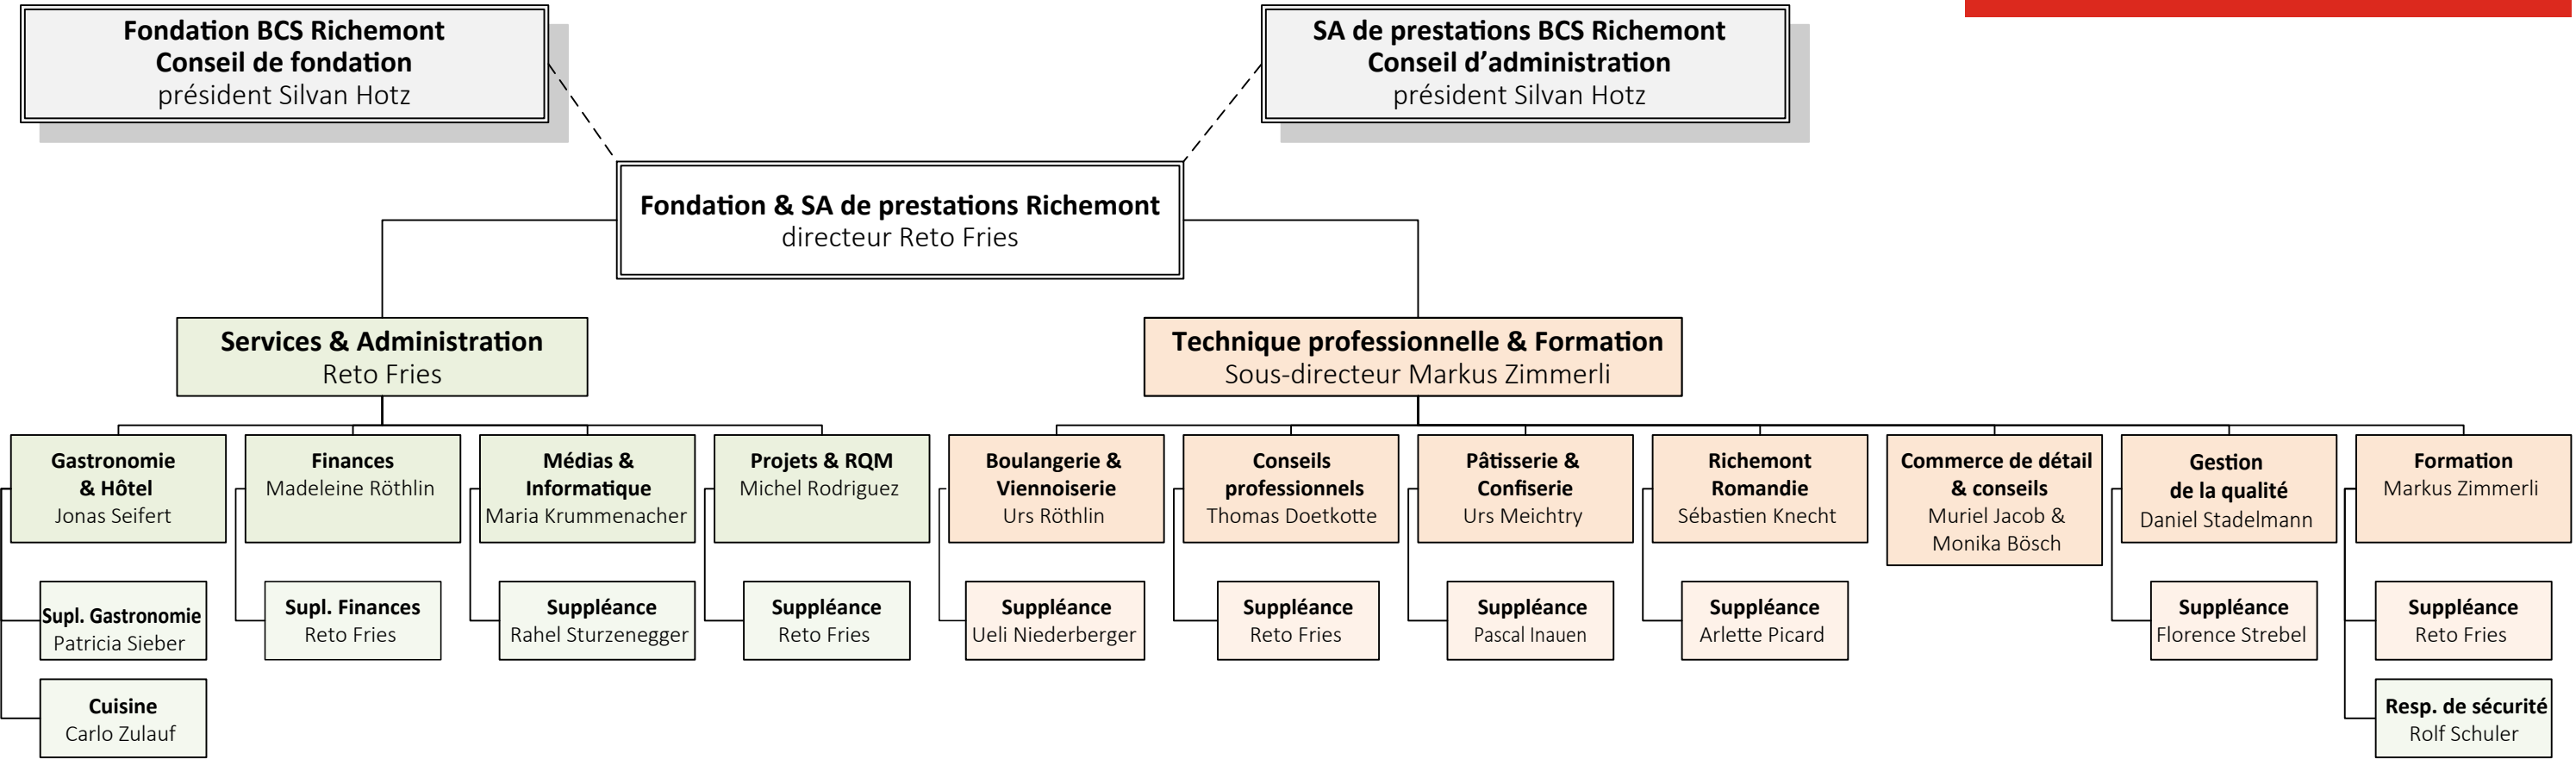 Fondation BCS Richemont
Conseil de fondation
président Silvan Hotz
SA de prestations BCS Richemont
Conseil d’administration
président Silvan Hotz
Fondation & SA de prestations Richemont
directeur Reto Fries
Services & Administration
Reto Fries
Technique professionnelle & Formation
Sous-directeur Markus Zimmerli
Gastronomie
& Hôtel
Jonas Seifert
Finances
Madeleine Röthlin
Médias &
Informatique
Maria Krummenacher
Projets & RQM
Michel Rodriguez
Boulangerie &
Viennoiserie
Urs Röthlin
Conseils
professionnels
Thomas Doetkotte
Pâtisserie &
Confiserie
Urs Meichtry
Richemont
Romandie
Sébastien Knecht
Commerce de détail
& conseils
Muriel Jacob &
Monika Bösch
Gestion
de la qualité
Daniel Stadelmann
Formation
Markus Zimmerli
Supl. Gastronomie
Patricia Sieber
Supl. Finances
Reto Fries
Suppléance
Rahel Sturzenegger
Suppléance
Reto Fries
Suppléance
Ueli Niederberger
Suppléance
Reto Fries
Suppléance
Pascal Inauen
Suppléance
Arlette Picard
Suppléance
Florence Strebel
Suppléance
Reto Fries
Cuisine
Carlo Zulauf
Resp. de sécurité
Rolf Schuler